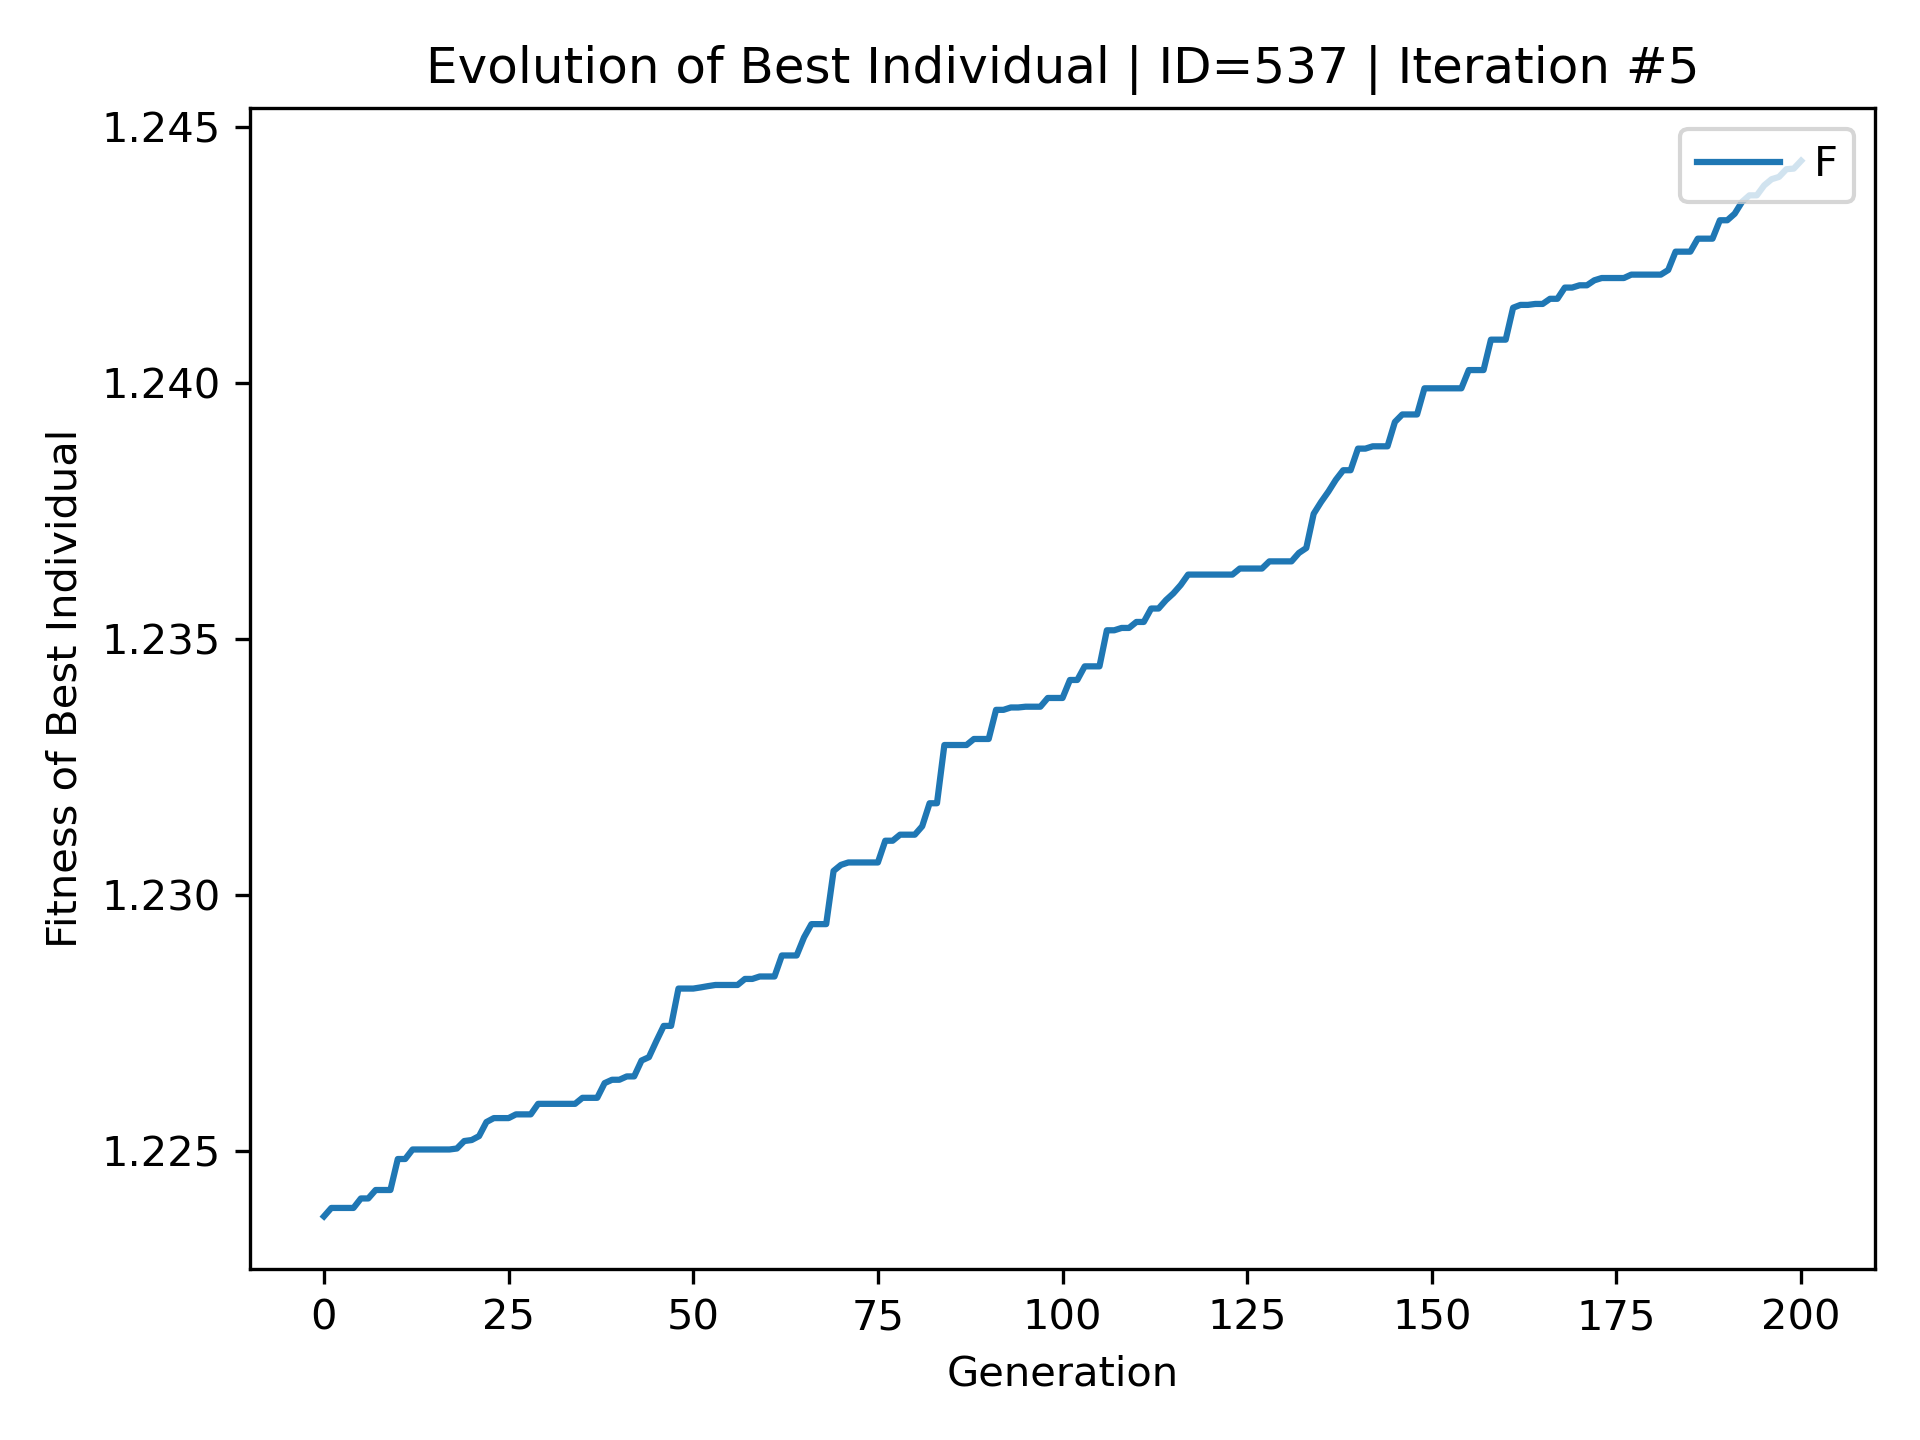 Evolution of Best Individual | ID=537 | Iteration #5
F
1.245
1.240
1.235
1.230
1.225
Fitness of Best Individual
0 25 50 75 100 125 150 175 200
Generation